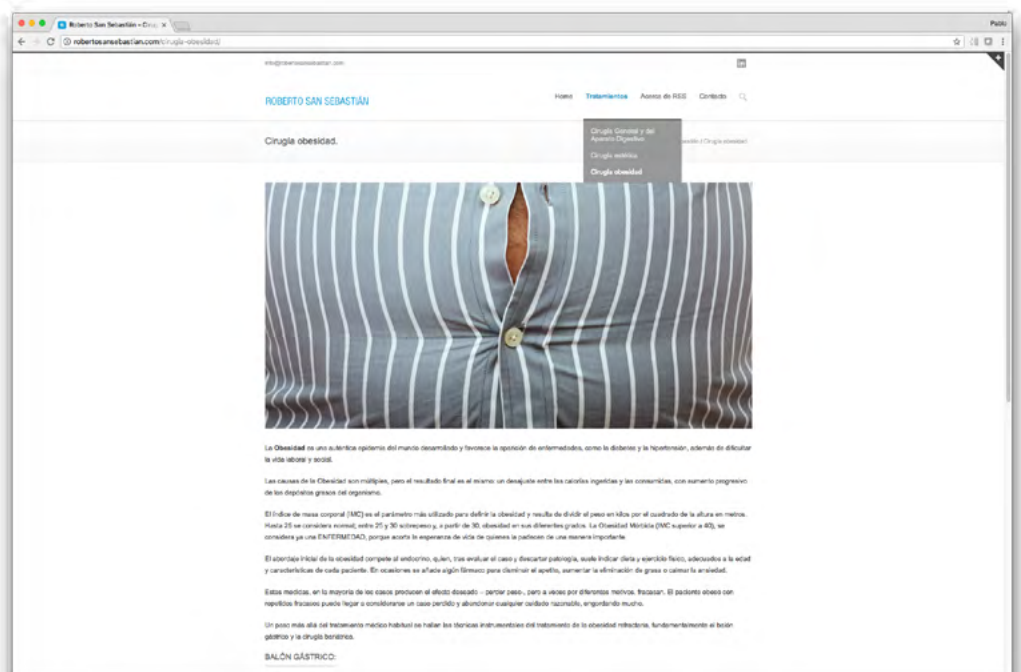 Roberto San Sebastián – Ciru
Pablo
robertosansebastian.com/cirugia-obesidad/
info@robertosansebastian.com
ROBERTO SAN SEBASTIÁN
Home Tratamientos Acerca de RSS Contacto
Cirugía obesidad.
Cirugía General y del
Aparato Digestivo
Cirugía estética
Cirugía obesidad
/ Cirugía obesidad
La Obesidad es una auténtica epidemia del mundo desarrollado y favorece la aparición de enfermedades, como la diabetes y la hipertensión, además de dificultar
la vida laboral y social.
Las causas de la Obesidad son múltiples, pero el resultado final es el mismo: un desajuste entre las calorías ingeridas y las consumidas, con aumento progresivo
de los depósitos grasos del organismo.
El Índice de masa corporal (IMC) es el parámetro más utilizado para definir la obesidad y resulta de dividir el peso en kilos por el cuadrado de la altura en metros.
Hasta 25 se considera normal; entre 25 y 30 sobrepeso y, a partir de 30, obesidad en sus diferentes grados. La Obesidad Mórbida (IMC superior a 40), se
considera ya una ENFERMEDAD, porque acorta la esperanza de vida de quienes la padecen de una manera importante.
El abordaje inicial de la obesidad compete al endocrino, quien, tras evaluar el caso y descartar patología, suele indicar dieta y ejercicio físico, adecuados a la edad
y características de cada paciente. En ocasiones se añade algún fármaco para disminuir el apetito, aumentar la eliminación de grasa o calmar la ansiedad.
Estas medidas, en la mayoría de los casos producen el efecto deseado – perder peso-, pero a veces por diferentes motivos, fracasan. El paciente obeso con
repetidos fracasos puede llegar a considerarse un caso perdido y abandonar cualquier cuidado razonable, engordando mucho.
Un paso más allá del tratamiento médico habitual se hallan las técnicas instrumentales del tratamiento de la obesidad refractaria, fundamentalmente el balón
gástrico y la cirugía bariátrica.
BALÓN GÁSTRICO: